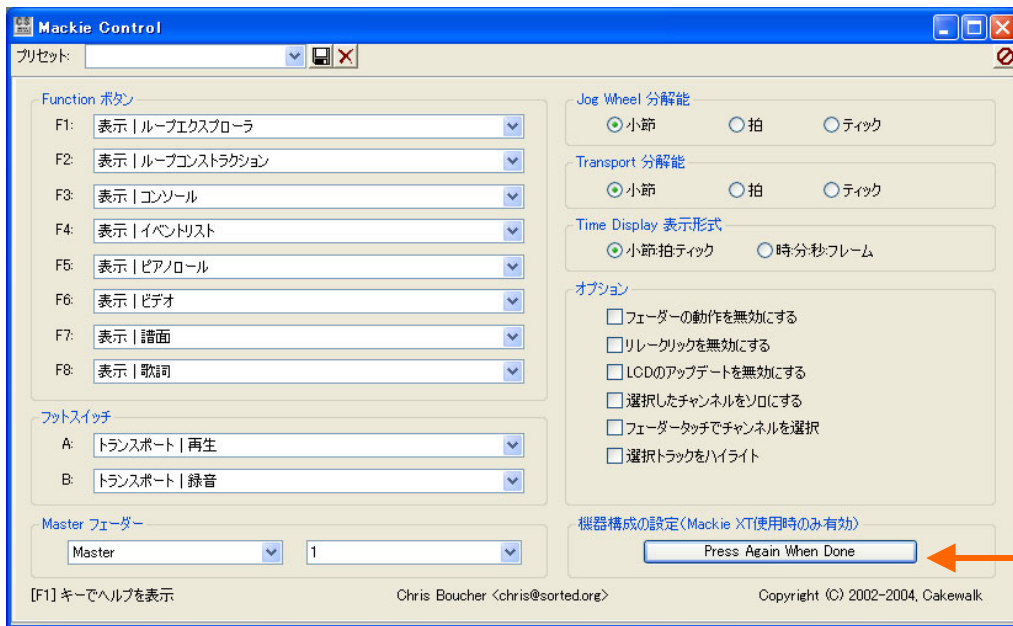 Mackie Control
プリセット:
Function ボタン
F1: 表示 | ループエクスプローラ
F2: 表示 | ループコンストラクション
F3: 表示 | コンソール
F4: 表示 | イベントリスト
F5: 表示 | ピアノロール
F6: 表示 | ビデオ
F7: 表示 | 譜面
F8: 表示 | 歌詞
フットスイッチ
A: トランスポート | 再生
B: トランスポート | 録音
Master フェーダー
Master 1
Jog Wheel 分解能
小節 拍 ティック
Transport 分解能
小節 拍 ティック
Time Display 表示形式
小節:拍:ティック 時:分:秒:フレーム
オプション
フェーダーの動作を無効にする
リレークリックを無効にする
LCDのアップデートを無効にする
選択したチャンネルをソロにする
フェーダータッチでチャンネルを選択
選択トラックをハイライト
機器構成の設定(Mackie XT使用時のみ有効)
Press Again When Done
[F1] キーでヘルプを表示 Chris Boucher <chris@sorted.org> Copyright (C) 2002-2004, Cakewalk